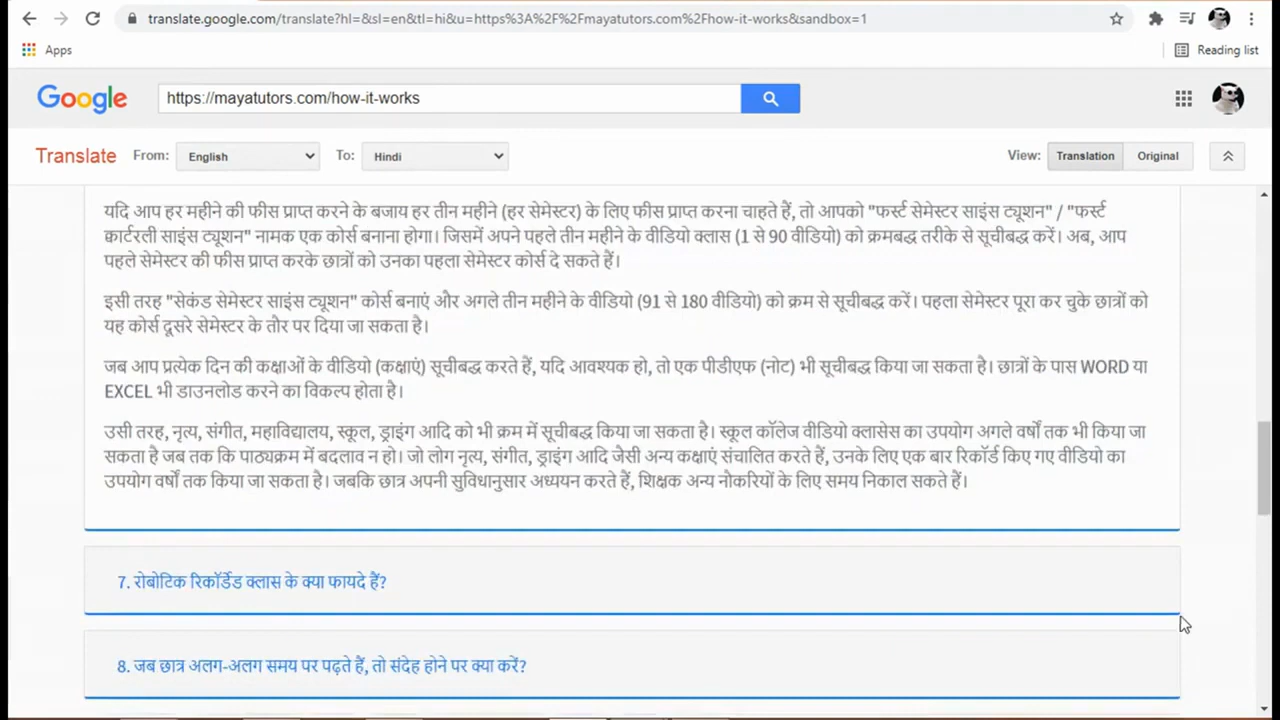 translate.google.com/translate?hl=&sl=en&tl=hi&u=https%3A%2F%2Fmayatutors.com%2Fhow-it-works&sandbox=1
Apps
Reading list
Google
https://mayatutors.com/how-it-works
Translate From: English To: Hindi View: Translation Original
यदि आप हर महीने की फीस प्राप्त करने के बजाय हर तीन महीने (हर सेमेस्टर) के लिए फीस प्राप्त करना चाहते हैं, तो आपको "फर्स्ट सेमेस्टर साइंस ट्यूशन" / "फर्स्ट
क्वार्टरली साइंस ट्यूशन" नामक एक कोर्स बनाना होगा। जिसमें अपने पहले तीन महीने के वीडियो क्लास (1 से 90 वीडियो) को क्रमबद्ध तरीके से सूचीबद्ध करें। अब, आप
पहले सेमेस्टर की फीस प्राप्त करके छात्रों को उनका पहला सेमेस्टर कोर्स दे सकते हैं।
इसी तरह "सेकंड सेमेस्टर साइंस ट्यूशन" कोर्स बनाएं और अगले तीन महीने के वीडियो (91 से 180 वीडियो) को क्रम से सूचीबद्ध करें। पहला सेमेस्टर पूरा कर चुके छात्रों को
यह कोर्स दूसरे सेमेस्टर के तौर पर दिया जा सकता है।
जब आप प्रत्येक दिन की कक्षाओं के वीडियो (कक्षाएं) सूचीबद्ध करते हैं, यदि आवश्यक हो, तो एक पीडीएफ (नोट) भी सूचीबद्ध किया जा सकता है। छात्रों के पास WORD या
EXCEL भी डाउनलोड करने का विकल्प होता है।
उसी तरह, नृत्य, संगीत, महाविद्यालय, स्कूल, ड्राइंग आदि को भी क्रम में सूचीबद्ध किया जा सकता है। स्कूल कॉलेज वीडियो क्लासेस का उपयोग अगले वर्षों तक भी किया जा
सकता है जब तक कि पाठ्यक्रम में बदलाव न हो। जो लोग नृत्य, संगीत, ड्राइंग आदि जैसी अन्य कक्षाएं संचालित करते हैं, उनके लिए एक बार रिकॉर्ड किए गए वीडियो का
उपयोग वर्षों तक किया जा सकता है। जबकि छात्र अपनी सुविधानुसार अध्ययन करते हैं, शिक्षक अन्य नौकरियों के लिए समय निकाल सकते हैं।
7. रोबोटिक रिकॉर्डेड क्लास के क्या फायदे हैं?
8. जब छात्र अलग-अलग समय पर पढ़ते हैं, तो संदेह होने पर क्या करें?